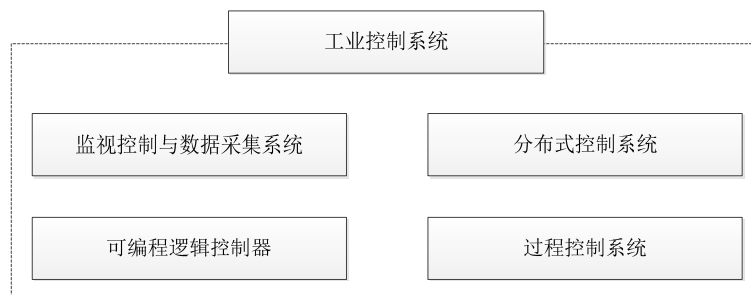 工业控制系统
监视控制与数据采集系统
分布式控制系统
可编程逻辑控制器
过程控制系统